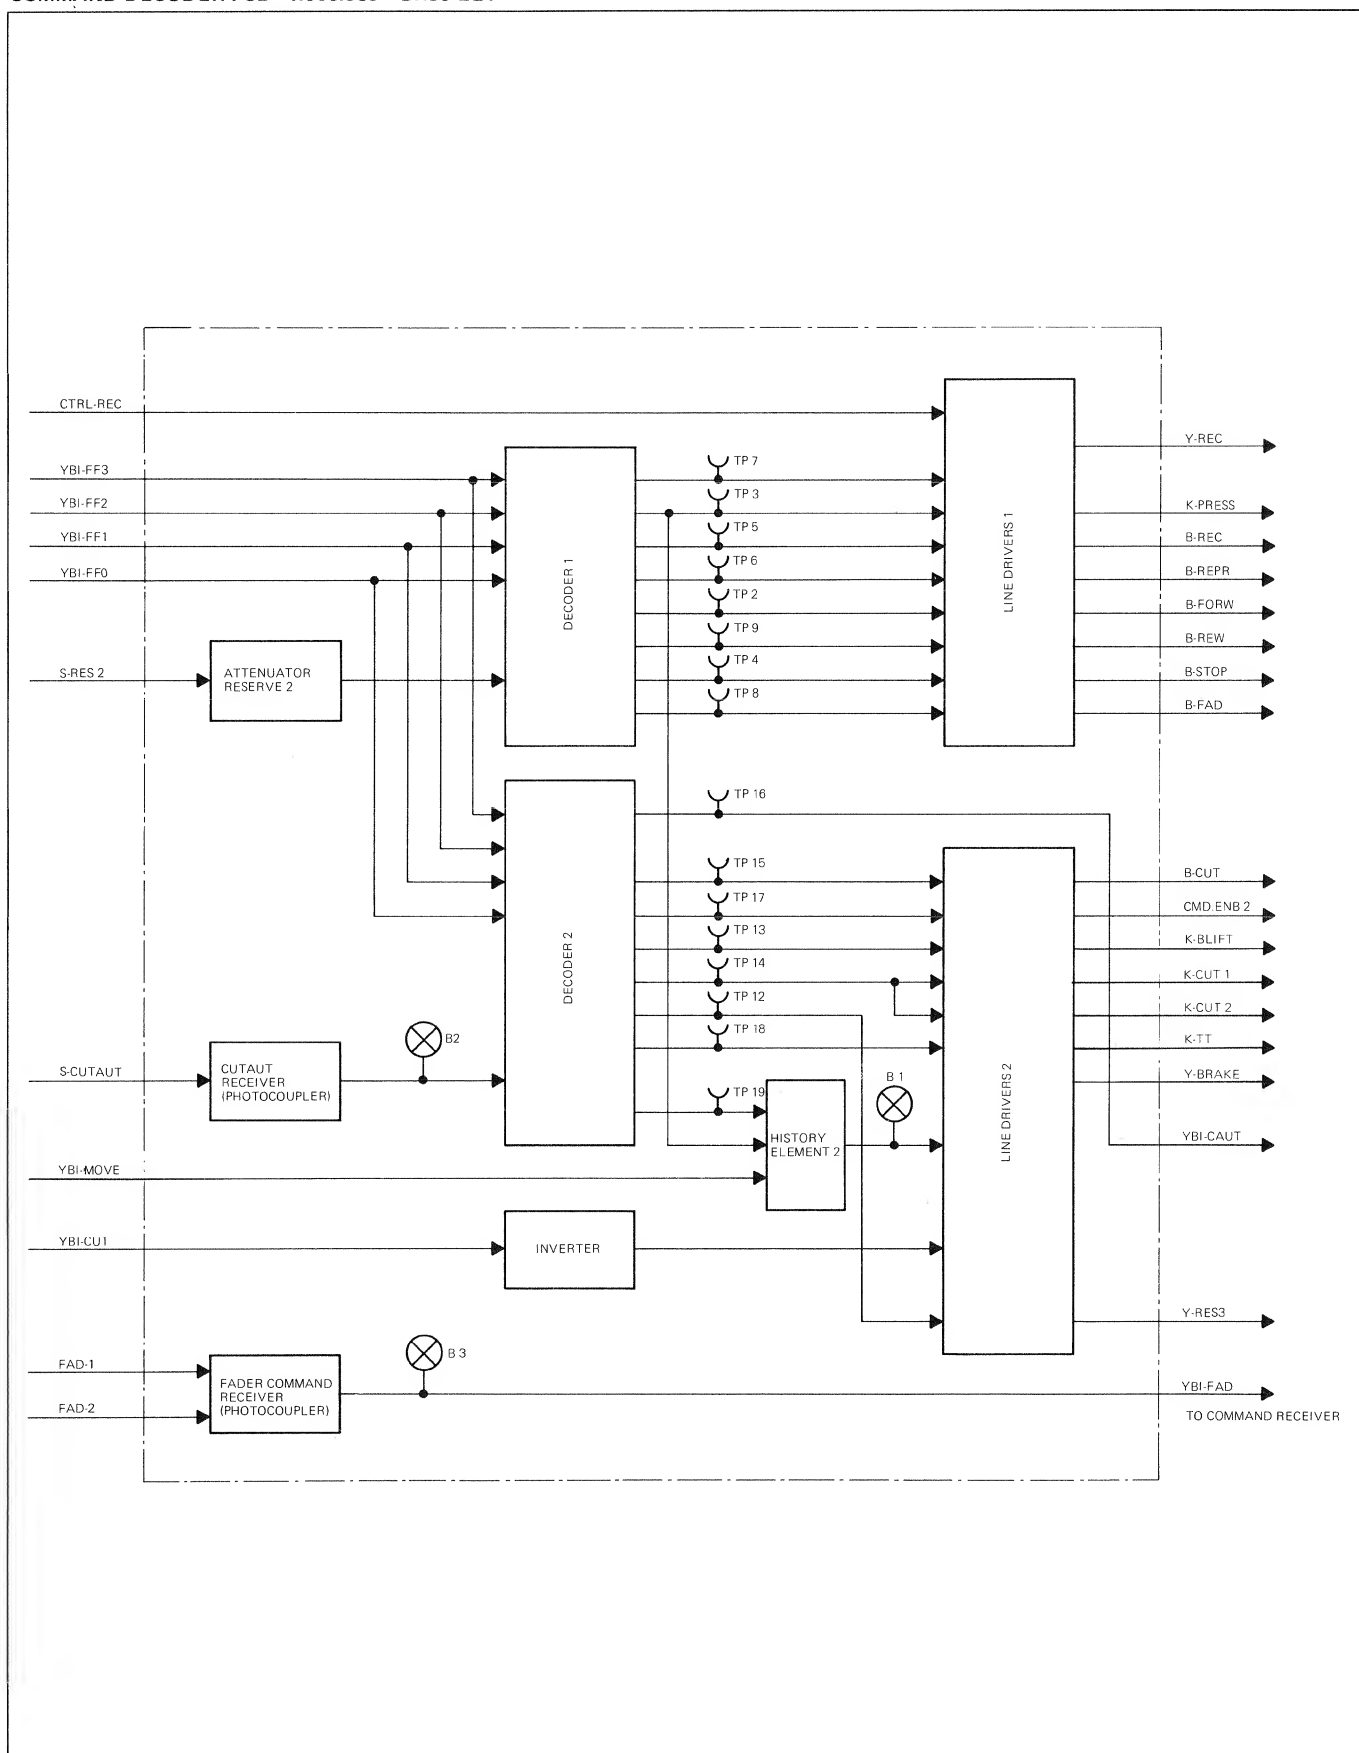 CTRL-REC
Y-REC
YBI-FF3
TP 7
YBI-FF2
TP 3
K-PRESS
YBI-FF1
TP 5
B-REC
YBI-FF0
TP 6
B-REPR
DECODER 1
LINE DRIVERS 1
TP 2
B-FORW
TP 9
B-REW
S-RES 2
ATTENUATOR
RESERVE 2
TP 4
B-STOP
TP 8
B-FAD
TP 16
TP 15
B-CUT
TP 17
CMD.ENB 2
TP 13
K-BLIFT
DECODER 2
TP 14
K-CUT 1
TP 12
K-CUT 2
TP 18
K-TT
B2
S-CUTAUT
CUTAUT
RECEIVER
(PHOTOCOUPLER)
B 1
Y-BRAKE
TP 19
LINE DRIVERS 2
HISTORY
ELEMENT 2
YBI-CAUT
YBI-MOVE
YBI-CU1
INVERTER
Y-RES3
B 3
FAD-1
FAD-2
FADER COMMAND
RECEIVER
(PHOTOCOUPLER)
YBI-FAD
TO COMMAND RECEIVER